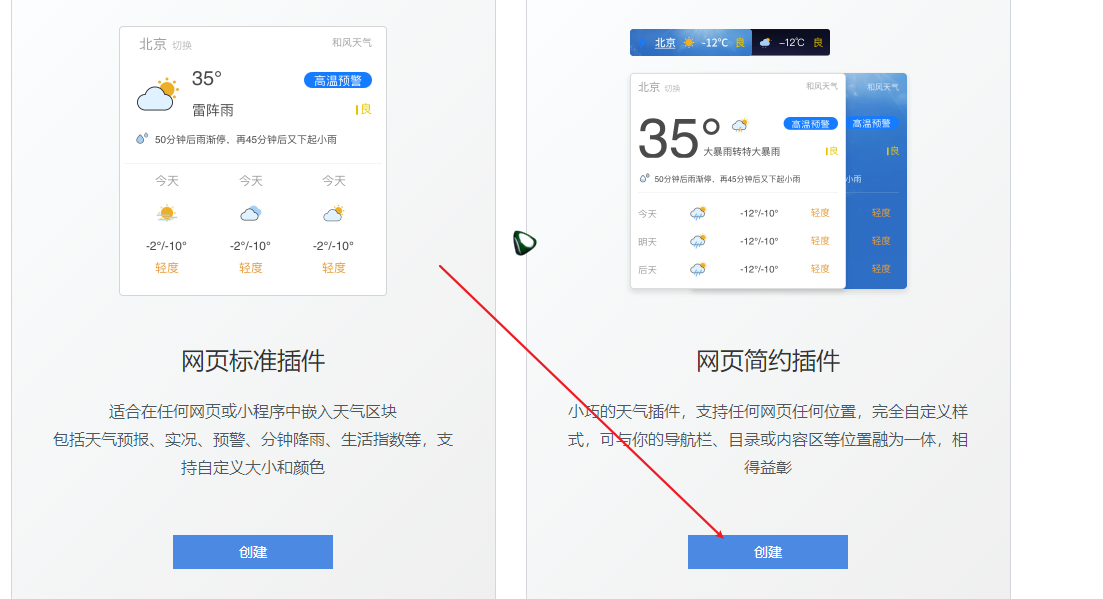 北京 切换
和风天气
35°
高温预警
雷阵雨
良
50分钟后雨渐停，再45分钟后又下起小雨
今天 今天 今天
-2°/-10° -2°/-10° -2°/-10°
轻度 轻度 轻度
网页标准插件
适合在任何网页或小程序中嵌入天气区块
包括天气预报、实况、预警、分钟降雨、生活指数等，支
持自定义大小和颜色
创建
北京 -12℃ 良 -12℃ 良
北京 切换
和风天气
和风天气
35°
高温预警
高温预警
大暴雨转特大暴雨
良
良
50分钟后雨渐停，再45分钟后又下起小雨
小雨
今天 -12°/-10° 轻度 轻度
明天 -12°/-10° 轻度 轻度
后天 -12°/-10° 轻度 轻度
网页简约插件
小巧的天气插件，支持任何网页任何位置，完全自定义样
式，可与你的导航栏、目录或内容区等位置融为一体，相
得益彰
创建